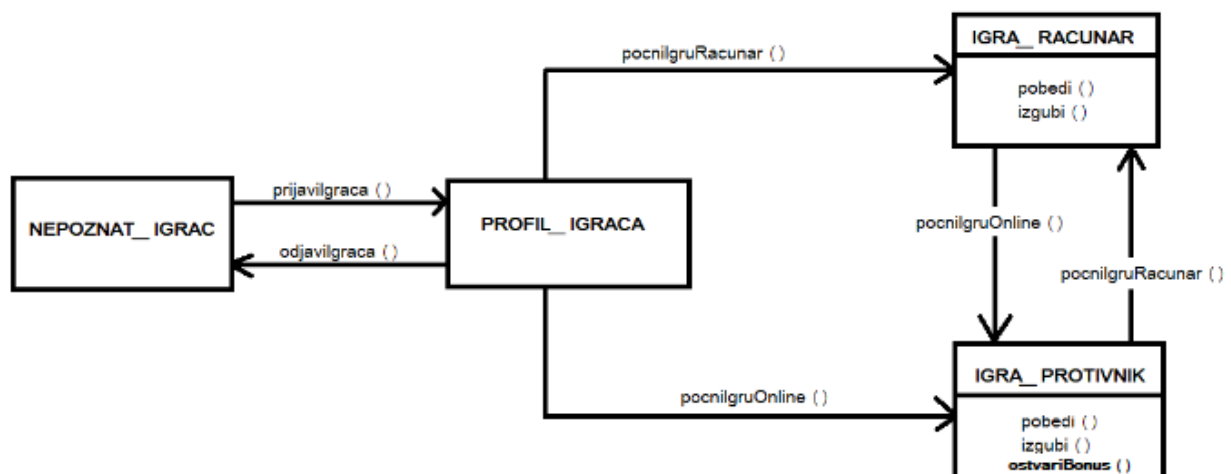 IGRA_ RACUNAR
pobedi ( )
izgubi ( )
pocniIgruRacunar ( )
NEPOZNAT_ IGRAC
prijaviIgraca ( )
odjaviIgraca ( )
PROFIL_ IGRACA
pocniIgruOnline ( )
pocniIgruRacunar ( )
pocniIgruOnline ( )
IGRA_ PROTIVNIK
pobedi ( )
izgubi ( )
ostvariBonus ( )